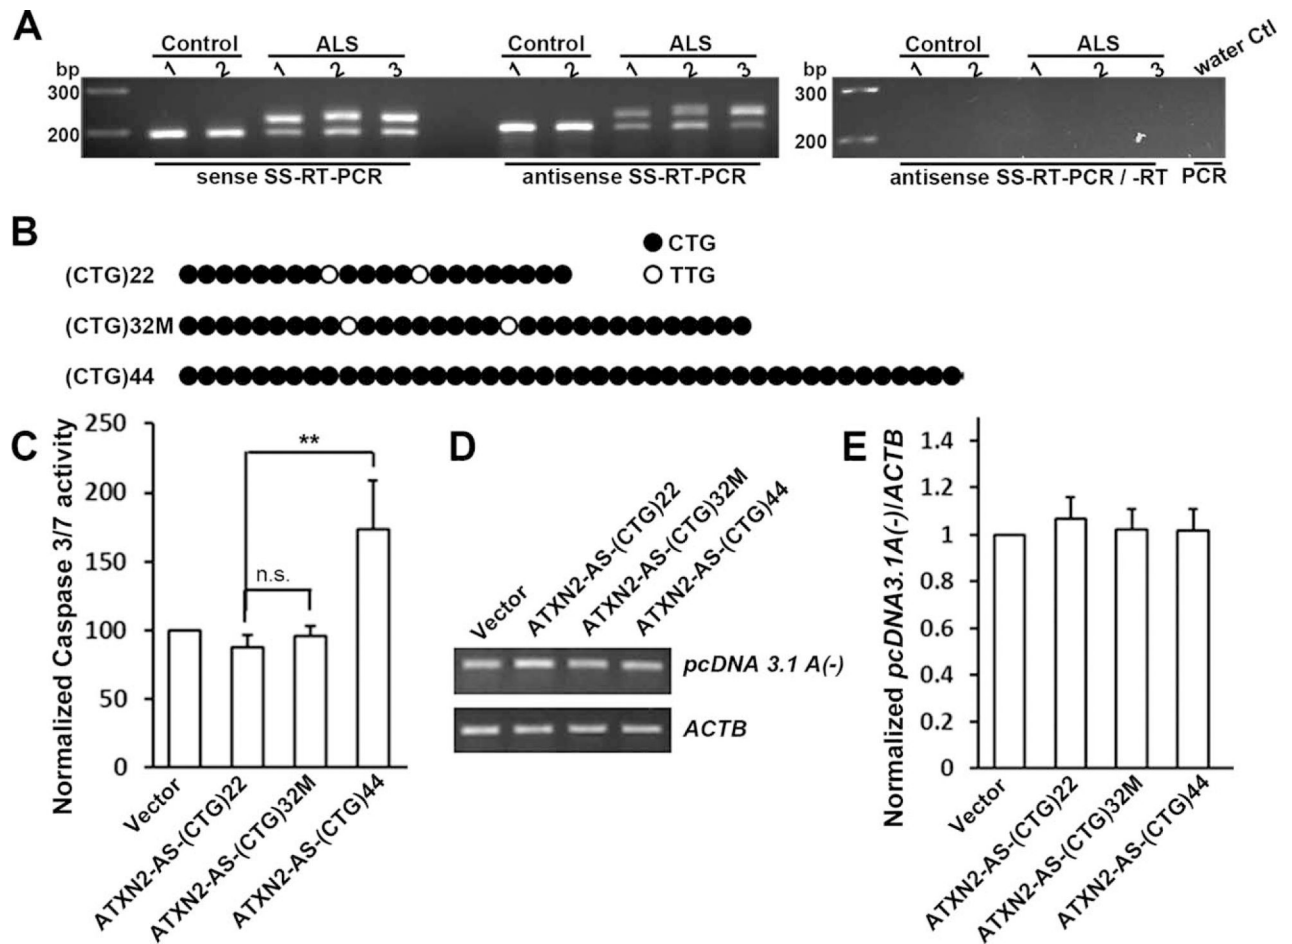 A
Control ALS Control ALS Control ALS water Ctl
bp 1 2 1 2 3 1 2 1 2 3 bp 1 2 1 2 3
300 300
200 200
sense SS-RT-PCR antisense SS-RT-PCR antisense SS-RT-PCR / -RT PCR
B
CTG
(CTG)22 TTG
(CTG)32M
(CTG)44
C
Normalized Caspase 3/7 activity
250
200
150
100
50
0
**
n.s.
Vector
ATXN2-AS-(CTG)22
ATXN2-AS-(CTG)32M
ATXN2-AS-(CTG)44
D
Vector
ATXN2-AS-(CTG)22
ATXN2-AS-(CTG)32M
ATXN2-AS-(CTG)44
pcDNA 3.1 A(-)
ACTB
E
Normalized pcDNA3.1A(-)/ACTB
1.4
1.2
1
0.8
0.6
0.4
0.2
0
Vector
ATXN2-AS-(CTG)22
ATXN2-AS-(CTG)32M
ATXN2-AS-(CTG)44